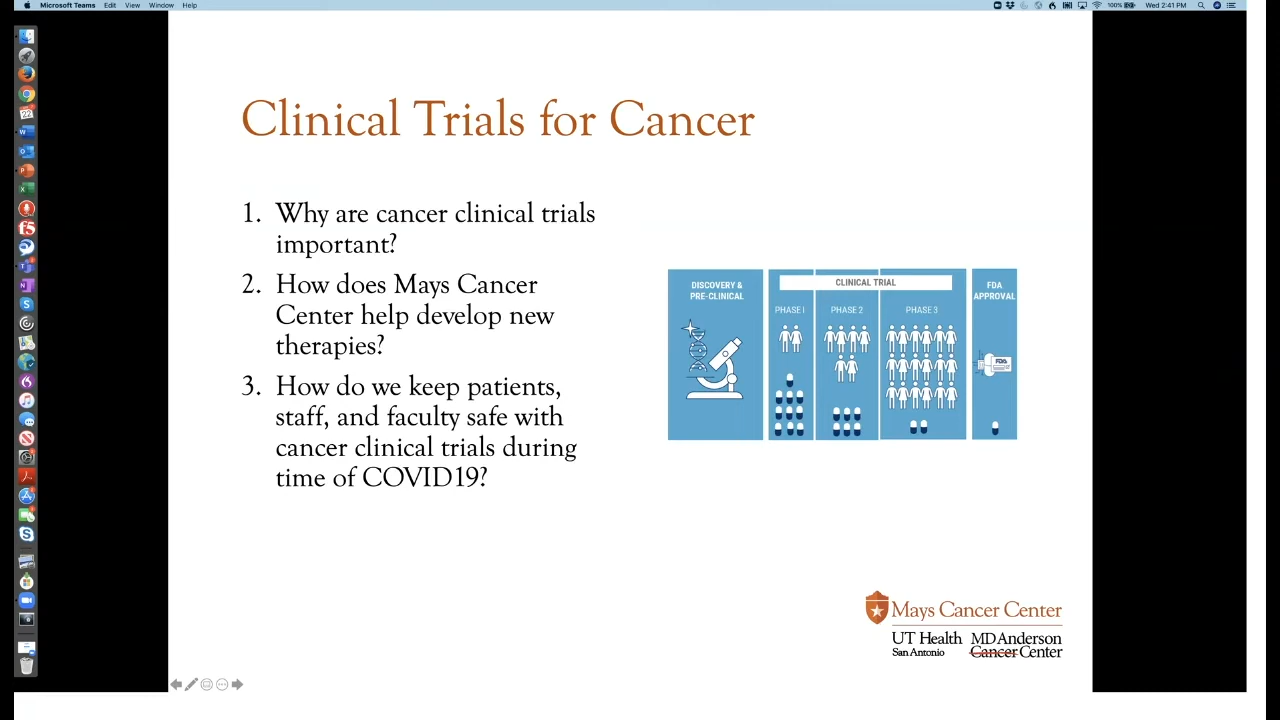 Microsoft Teams Edit View Window Help
100% Wed 2:41 PM
Clinical Trials for Cancer
1. Why are cancer clinical trials
important?
2. How does Mays Cancer
Center help develop new
therapies?
3. How do we keep patients,
staff, and faculty safe with
cancer clinical trials during
time of COVID19?
DISCOVERY &
PRE-CLINICAL
CLINICAL TRIAL
PHASE I
PHASE 2
PHASE 3
FDA
APPROVAL
FDA
Mays Cancer Center
UT Health
San Antonio
MD Anderson
Cancer Center
22